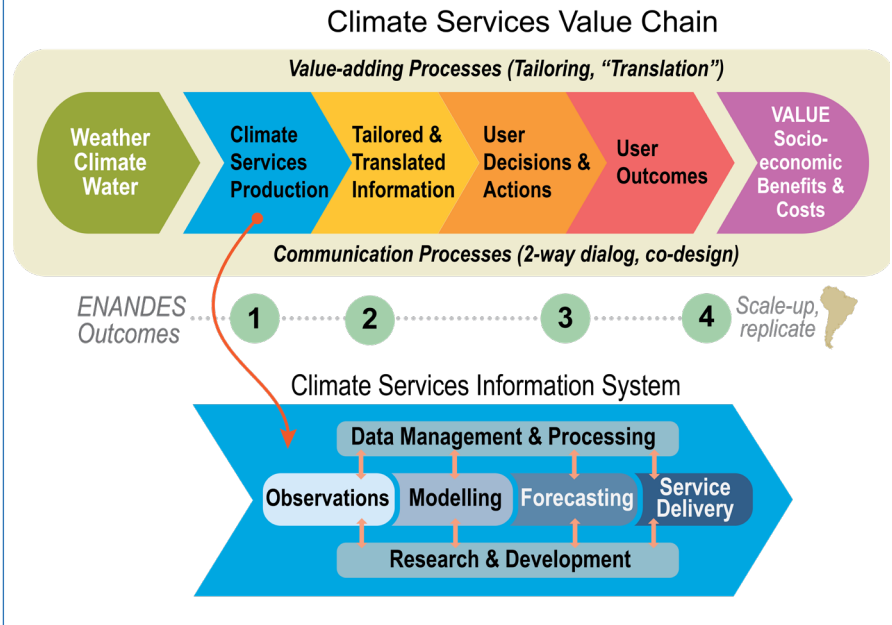 Climate Services Value Chain
Value-adding Processes (Tailoring, “Translation”)
Weather
Climate
Water
Climate
Services
Production
Tailored &
Translated
Information
User
Decisions &
Actions
User
Outcomes
VALUE
Socio-
economic
Benefits &
Costs
Communication Processes (2-way dialog, co-design)
ENANDES
Outcomes
1
2
3
4
Scale-up,
replicate
Climate Services Information System
Data Management & Processing
Observations
Modelling
Forecasting
Service
Delivery
Research & Development